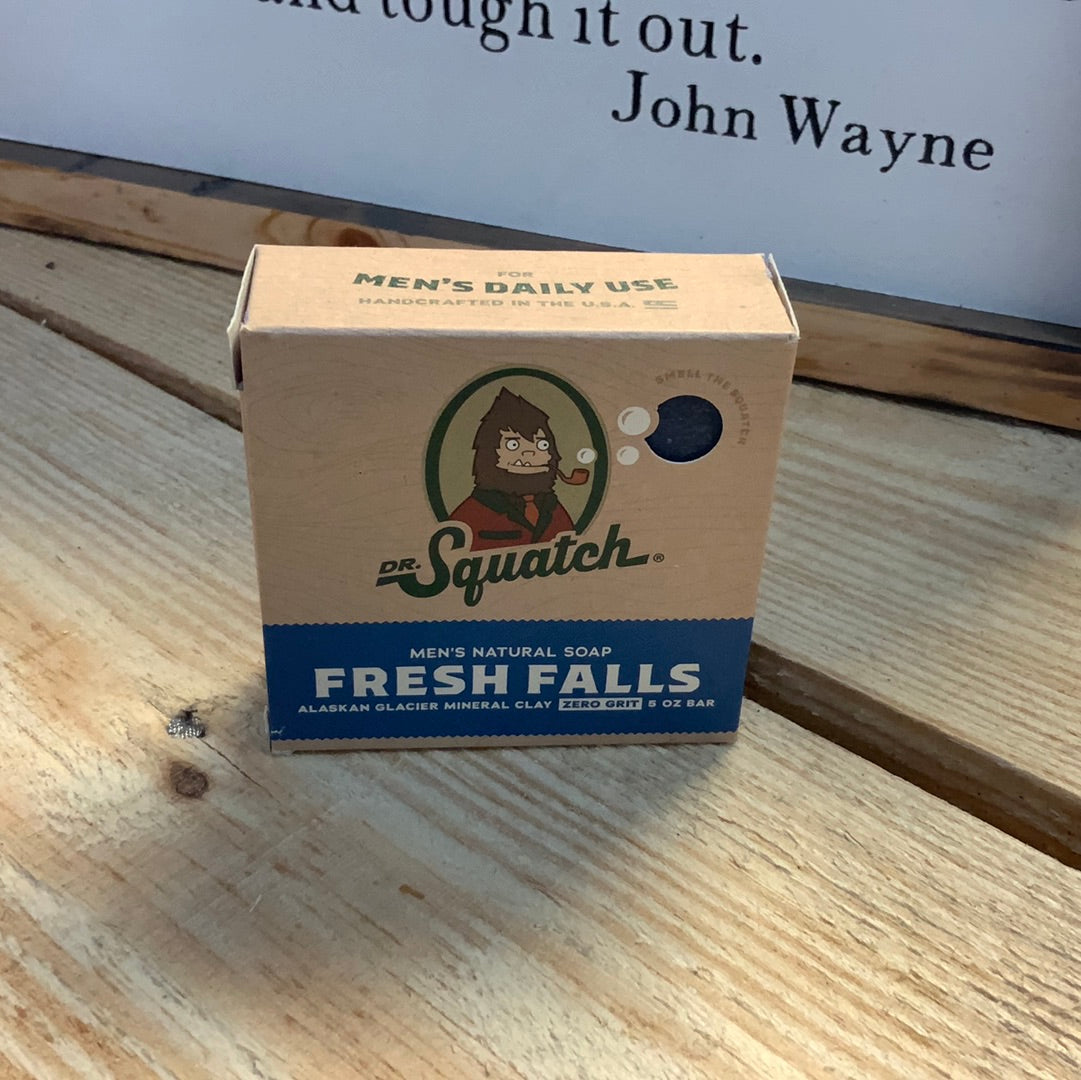 and tough it out.
John Wayne
FOR
MEN'S DAILY USE
HANDCRAFTED IN THE U.S.A.
SMELL THE SQUATCH
DR. Squatch®
MEN'S NATURAL SOAP
FRESH FALLS
ALASKAN GLACIER MINERAL CLAY ZERO GRIT 5 OZ BAR